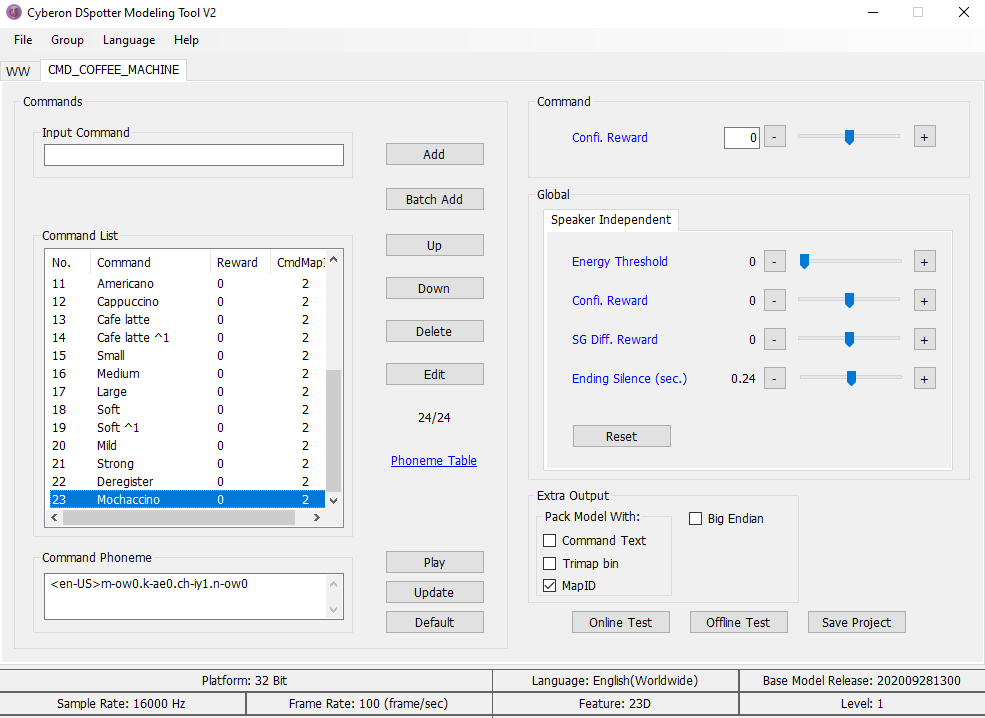 Cyberon DSpotter Modeling Tool V2
File Group Language Help
WW CMD_COFFEE_MACHINE
Commands
Input Command
Add
Batch Add
Command List
No. Command Reward CmdMapI
11 Americano 0 2
12 Cappuccino 0 2
13 Cafe latte 0 2
14 Cafe latte ^1 0 2
15 Small 0 2
16 Medium 0 2
17 Large 0 2
18 Soft 0 2
19 Soft ^1 0 2
20 Mild 0 2
21 Strong 0 2
22 Deregister 0 2
23 Mochaccino 0 2
Up
Down
Delete
Edit
24/24
Phoneme Table
Command Phoneme
<en-US>m-ow0.k-ae0.ch-iy1.n-ow0
Play
Update
Default
Command
Confi. Reward 0 - +
Global
Speaker Independent
Energy Threshold 0 - +
Confi. Reward 0 - +
SG Diff. Reward 0 - +
Ending Silence (sec.) 0.24 - +
Reset
Extra Output
Pack Model With:
Command Text
Trimap bin
MapID
Big Endian
Online Test Offline Test Save Project
Platform: 32 Bit Language: English(Worldwide) Base Model Release: 202009281300
Sample Rate: 16000 Hz Frame Rate: 100 (frame/sec) Feature: 23D Level: 1